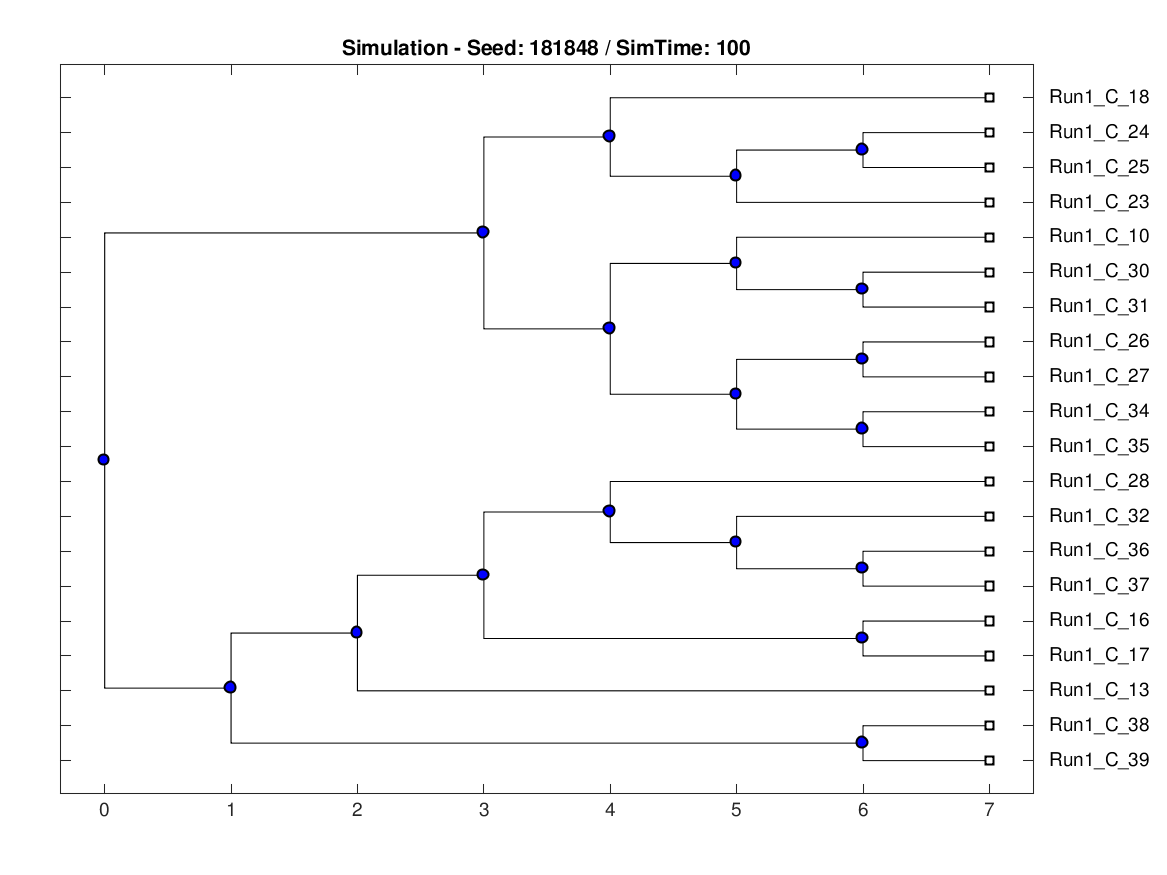 Simulation - Seed: 181848 / SimTime: 100
Run1_C_18
Run1_C_24
Run1_C_25
Run1_C_23
Run1_C_10
Run1_C_30
Run1_C_31
Run1_C_26
Run1_C_27
Run1_C_34
Run1_C_35
Run1_C_28
Run1_C_32
Run1_C_36
Run1_C_37
Run1_C_16
Run1_C_17
Run1_C_13
Run1_C_38
Run1_C_39
0 1 2 3 4 5 6 7